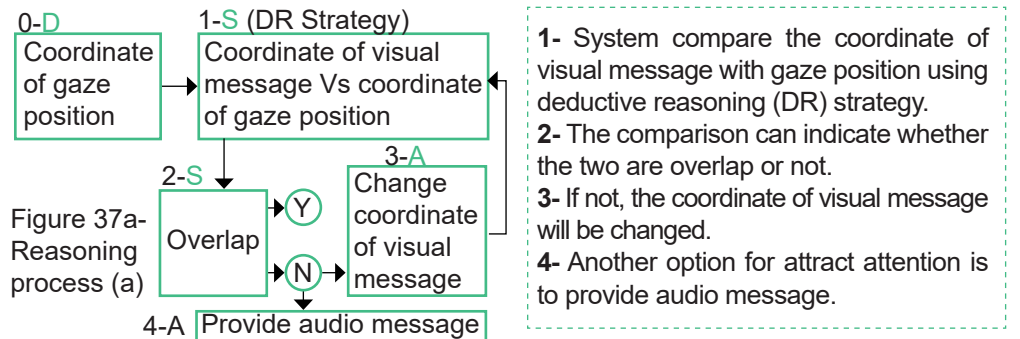 0-D
Coordinate
of gaze
position
1-S (DR Strategy)
Coordinate of visual
message Vs coordinate
of gaze position
2-S
Overlap
Y
N
3-A
Change
coordinate
of visual
message
4-A
Provide audio message
Figure 37a-
Reasoning
process (a)
1- System compare the coordinate of
visual message with gaze position using
deductive reasoning (DR) strategy.
2- The comparison can indicate whether
the two are overlap or not.
3- If not, the coordinate of visual message
will be changed.
4- Another option for attract attention is
to provide audio message.